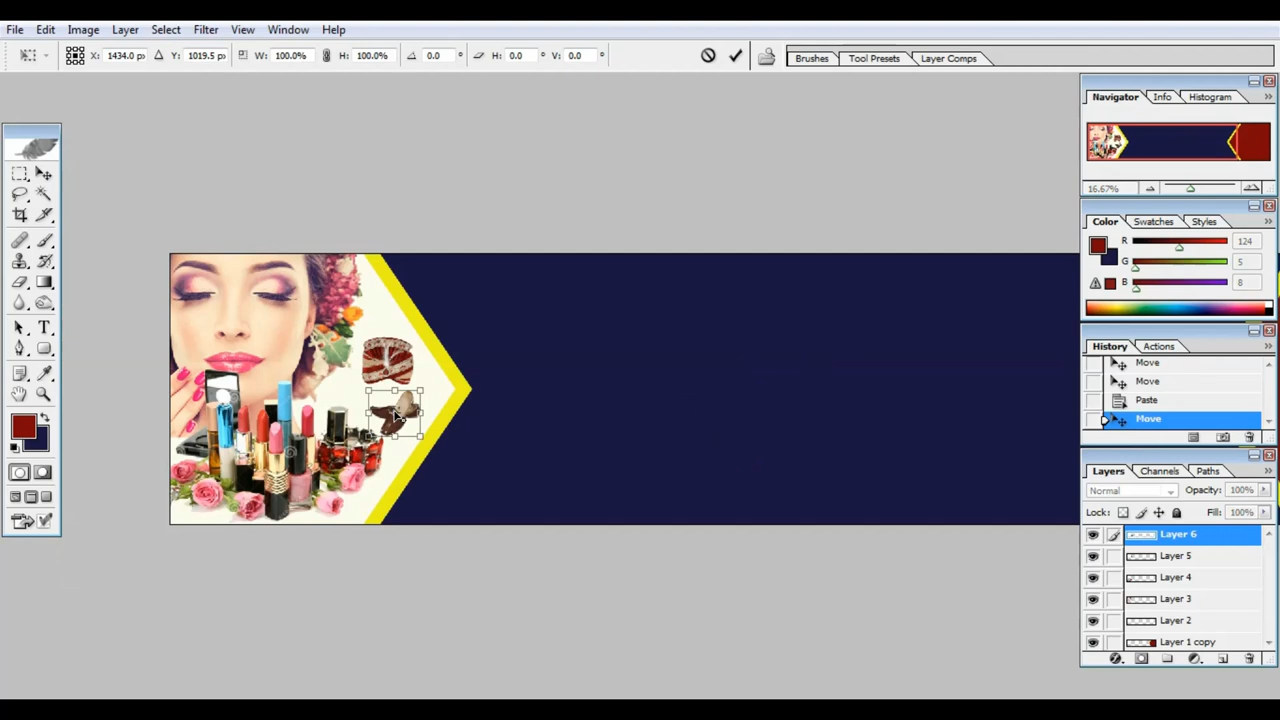 File Edit Image Layer Select Filter View Window Help
X: 1434.0 px Y: 1019.5 px W: 100.0% H: 100.0% 0.0 ° H: 0.0 ° V: 0.0 °
Brushes Tool Presets Layer Comps
Navigator Info Histogram
16.67%
Color Swatches Styles
R 124
G 5
B 8
History Actions
Move
Move
Paste
Move
Layers Channels Paths
Normal Opacity: 100%
Lock: Fill: 100%
Layer 6
Layer 5
Layer 4
Layer 3
Layer 2
Layer 1 copy
T